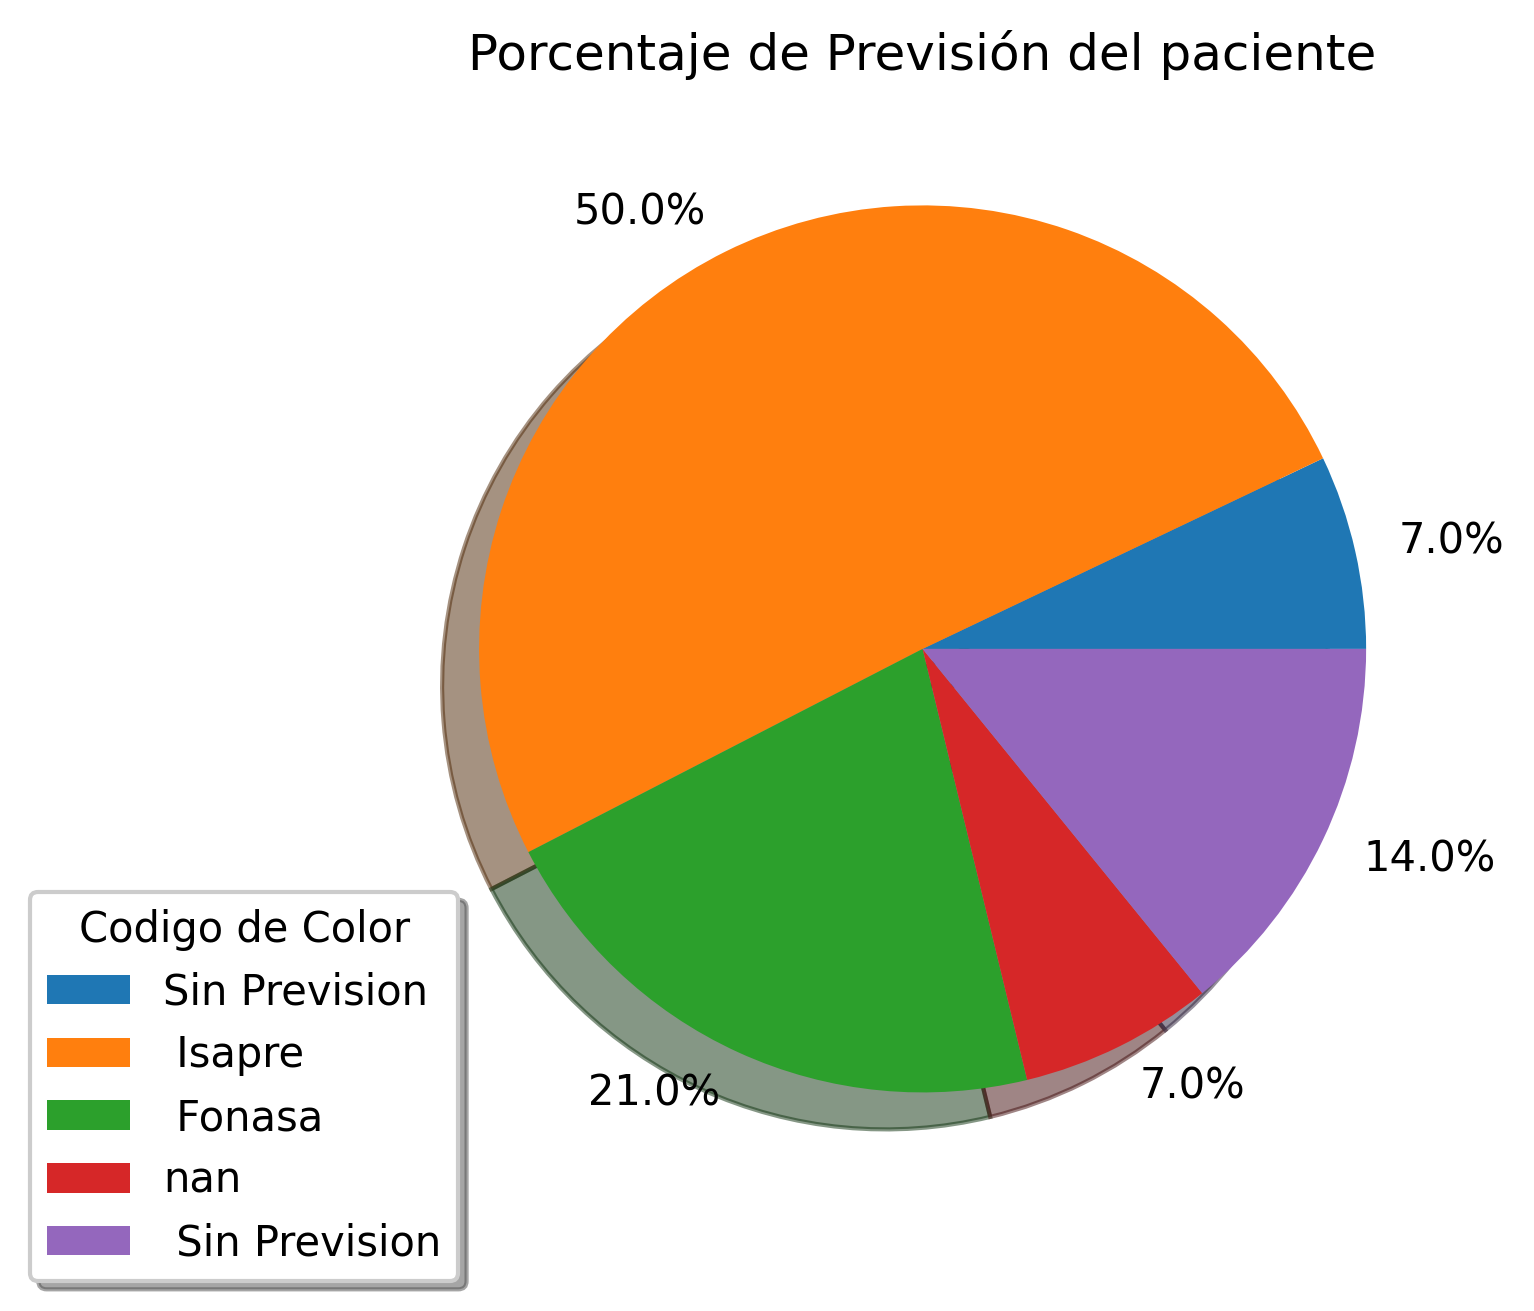 Porcentaje de Previsión del paciente
50.0%
7.0%
14.0%
21.0%
7.0%
Codigo de Color
Sin Prevision
Isapre
Fonasa
nan
Sin Prevision